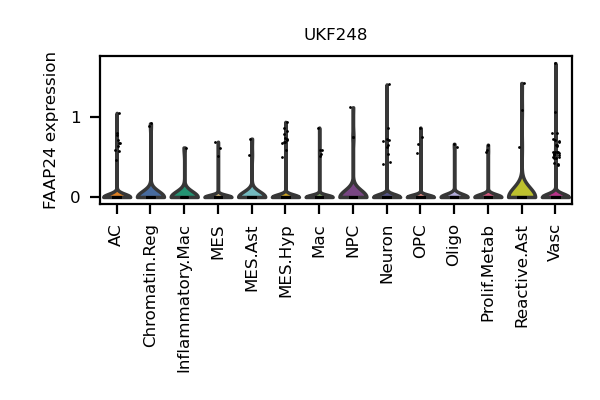 UKF248
FAAP24 expression
1
0
AC
Chromatin.Reg
Inflammatory.Mac
MES
MES.Ast
MES.Hyp
Mac
NPC
Neuron
OPC
Oligo
Prolif.Metab
Reactive.Ast
Vasc